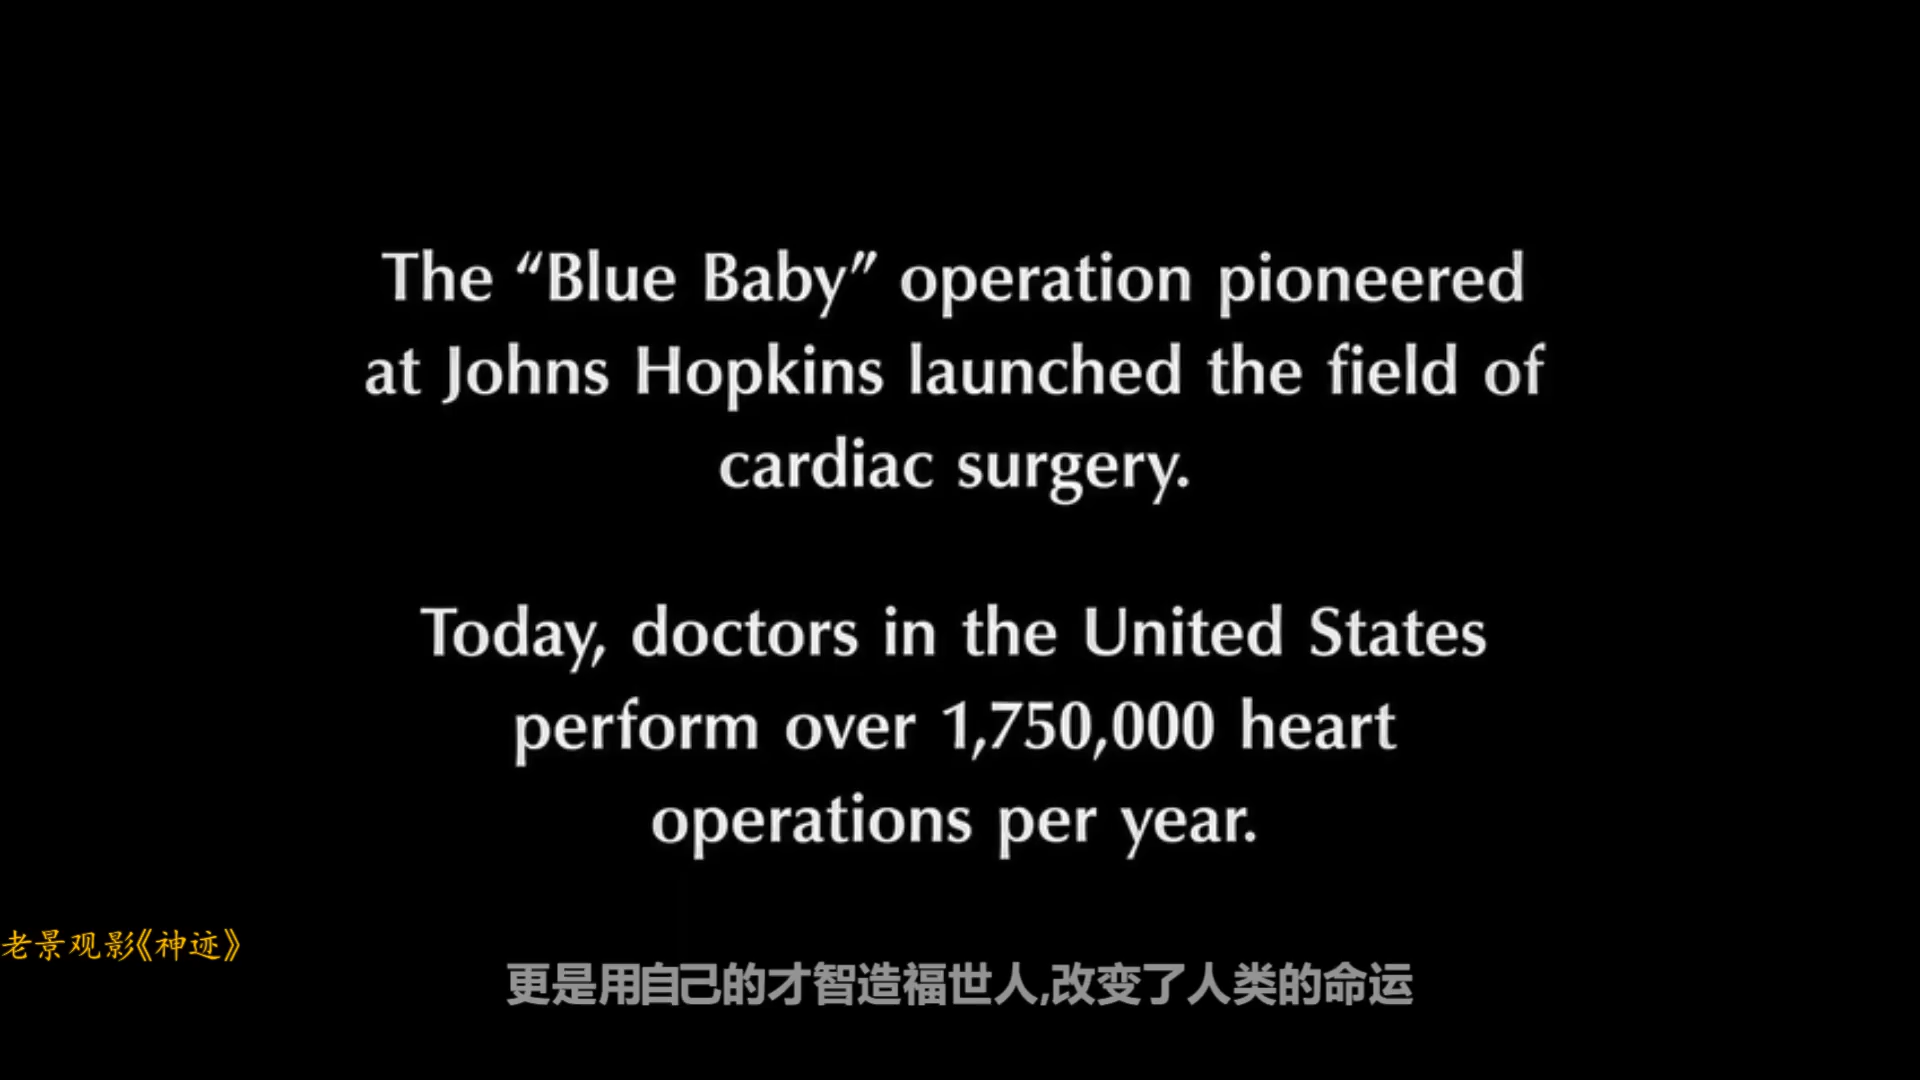 The “Blue Baby” operation pioneered
at Johns Hopkins launched the field of
cardiac surgery.
Today, doctors in the United States
perform over 1,750,000 heart
operations per year.
老景观影《神迹》
更是用自己的才智造福世人,改变了人类的命运